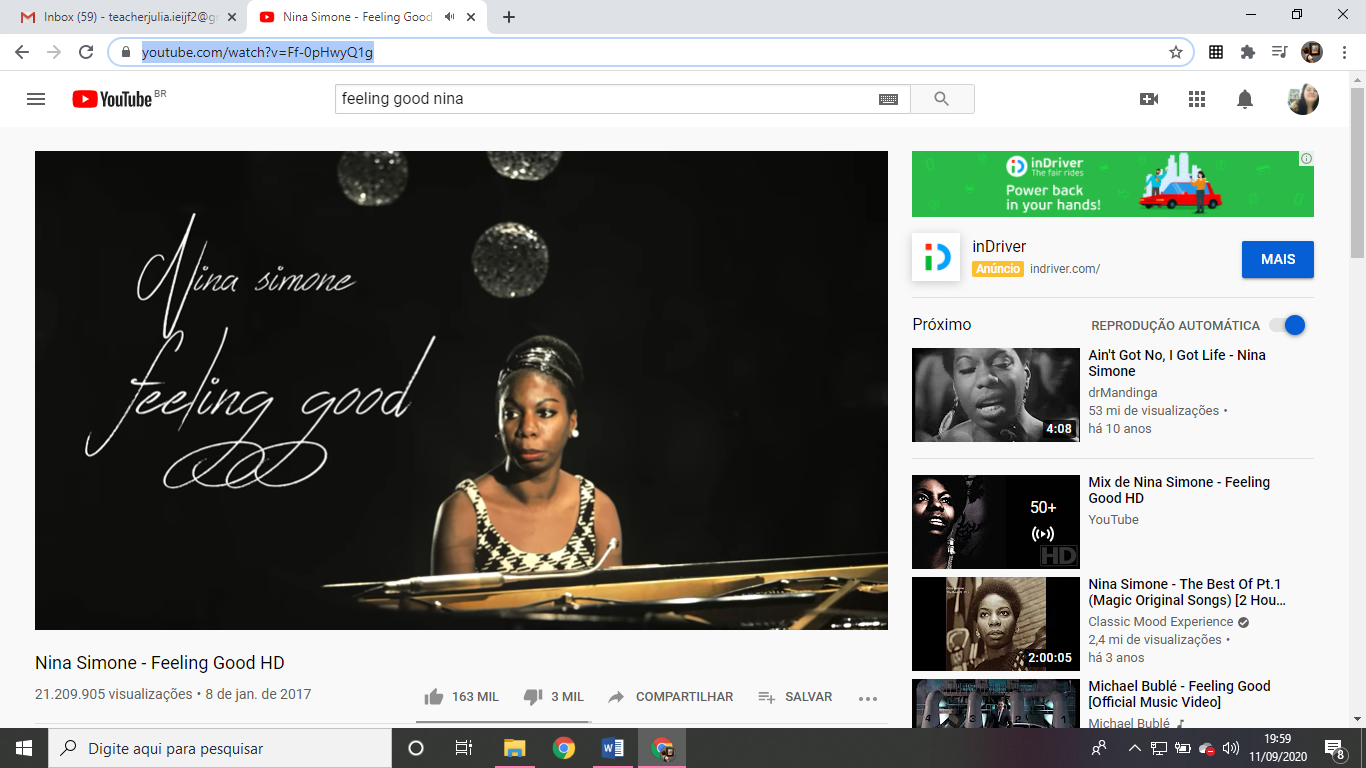 Inbox (59) - teacherjulia.ieijf2@g
Nina Simone - Feeling Good
youtube.com/watch?v=Ff-0pHwyQ1g
YouTube BR
feeling good nina
Nina simone
feeling good
inDriver
The fair rides
Power back
in your hands!
inDriver
Anúncio indriver.com/
MAIS
Próximo
REPRODUÇÃO AUTOMÁTICA
4:08
Ain't Got No, I Got Life - Nina
Simone
drMandinga
53 mi de visualizações •
há 10 anos
50+
HD
Mix de Nina Simone - Feeling
Good HD
YouTube
2:00:05
Nina Simone - The Best Of Pt.1
(Magic Original Songs) [2 Hou...
Classic Mood Experience
2,4 mi de visualizações •
há 3 anos
4 3 2 1
Michael Bublé - Feeling Good
[Official Music Video]
Michael Bublé
Nina Simone - Feeling Good HD
21.209.905 visualizações • 8 de jan. de 2017
163 MIL
3 MIL
COMPARTILHAR
SALVAR
Digite aqui para pesquisar
19:59
11/09/2020
8